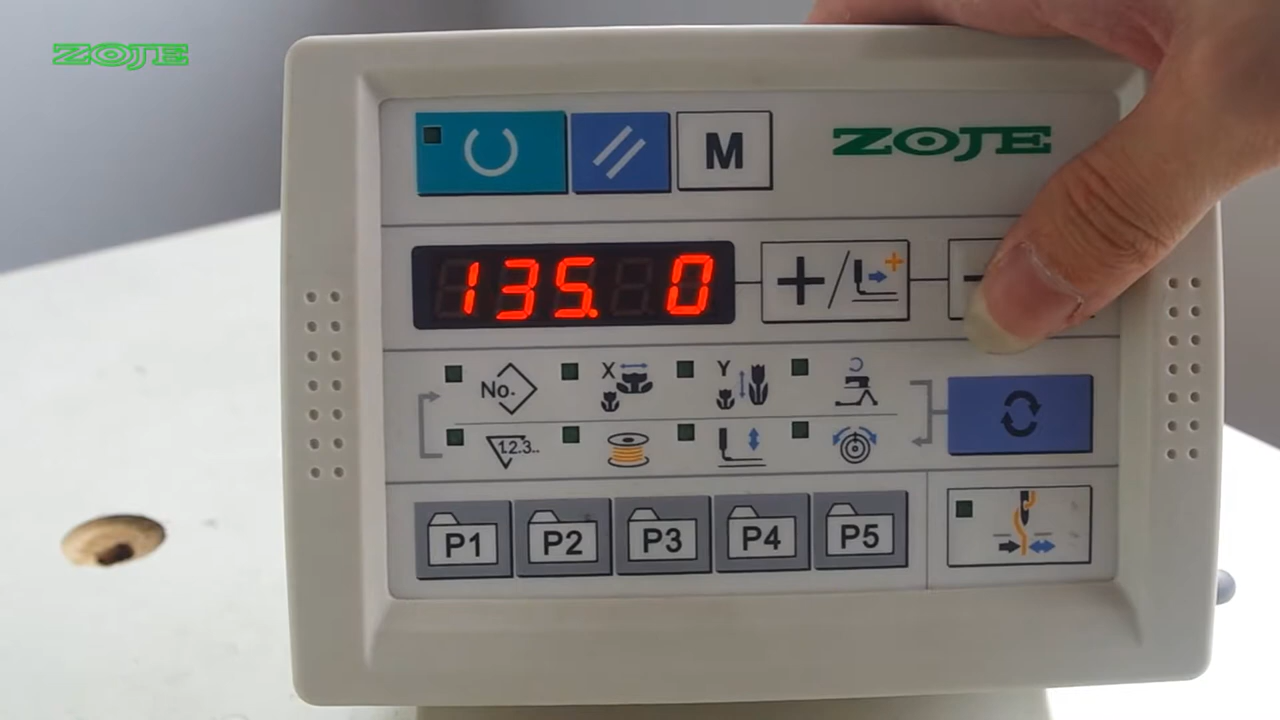 ZOJE
M
ZOJE
135. 0
+/
-
No. X Y
1.2.3..
P1 P2 P3 P4 P5